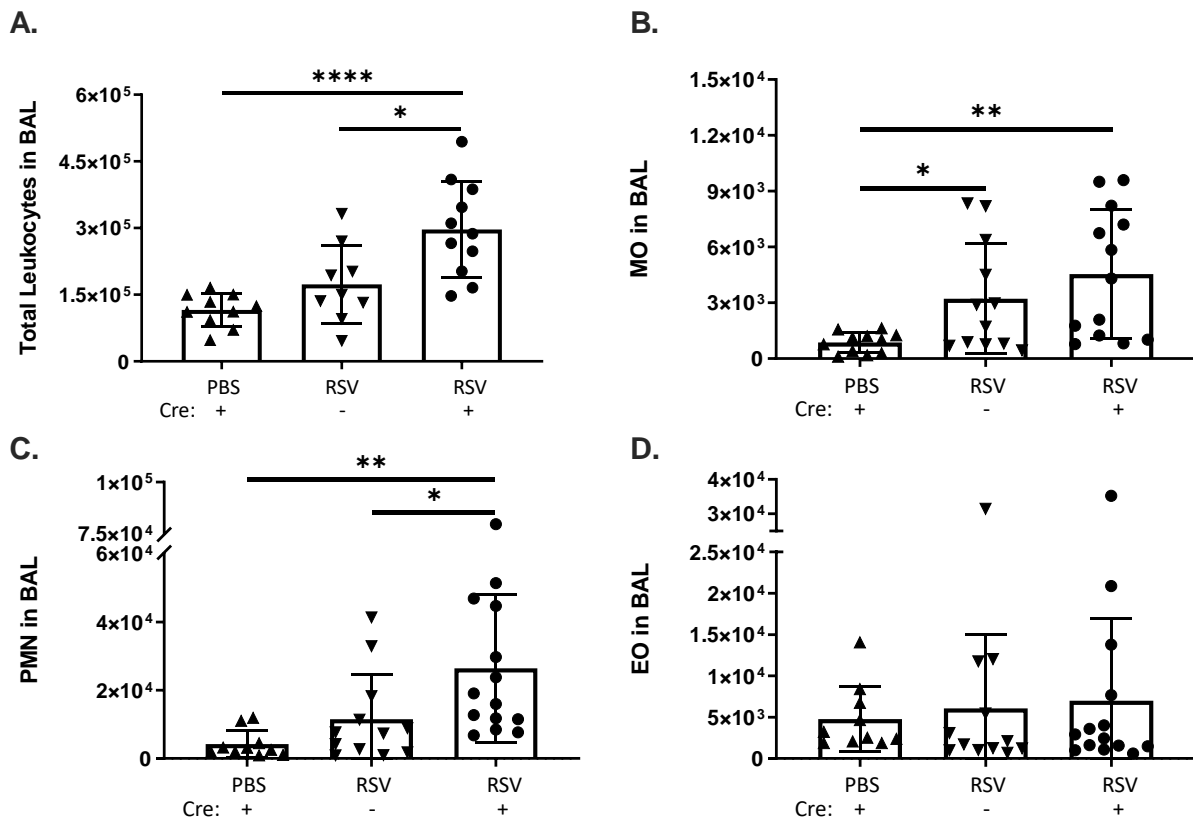 A.
****
*
6×10⁵
4.5×10⁵
3×10⁵
1.5×10⁵
0
Total Leukocytes in BAL
PBS RSV RSV
Cre: + - +
B.
**
*
1.5×10⁴
1.2×10⁴
9×10³
6×10³
3×10³
0
MO in BAL
PBS RSV RSV
Cre: + - +
C.
**
*
1×10⁵
7.5×10⁴
6×10⁴
4×10⁴
2×10⁴
0
PMN in BAL
PBS RSV RSV
Cre: + - +
D.
4×10⁴
3×10⁴
2.5×10⁴
2×10⁴
1.5×10⁴
1×10⁴
5×10³
0
EO in BAL
PBS RSV RSV
Cre: + - +